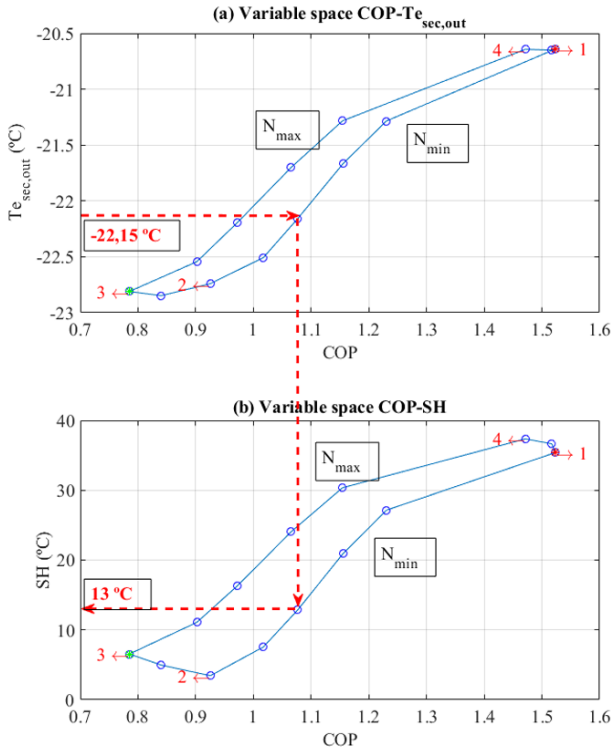 (a) Variable space COP-Te_sec,out
-20.5
4 1
-21
N_max
-21.5
N_min
Te_sec,out (ºC)
-22
-22,15 ºC
-22.5
2
3
-23
0.7 0.8 0.9 1 1.1 1.2 1.3 1.4 1.5 1.6
COP
(b) Variable space COP-SH
40
4
1
N_max
30
N_min
SH (ºC)
20
13 ºC
10
3
2
0
0.7 0.8 0.9 1 1.1 1.2 1.3 1.4 1.5 1.6
COP